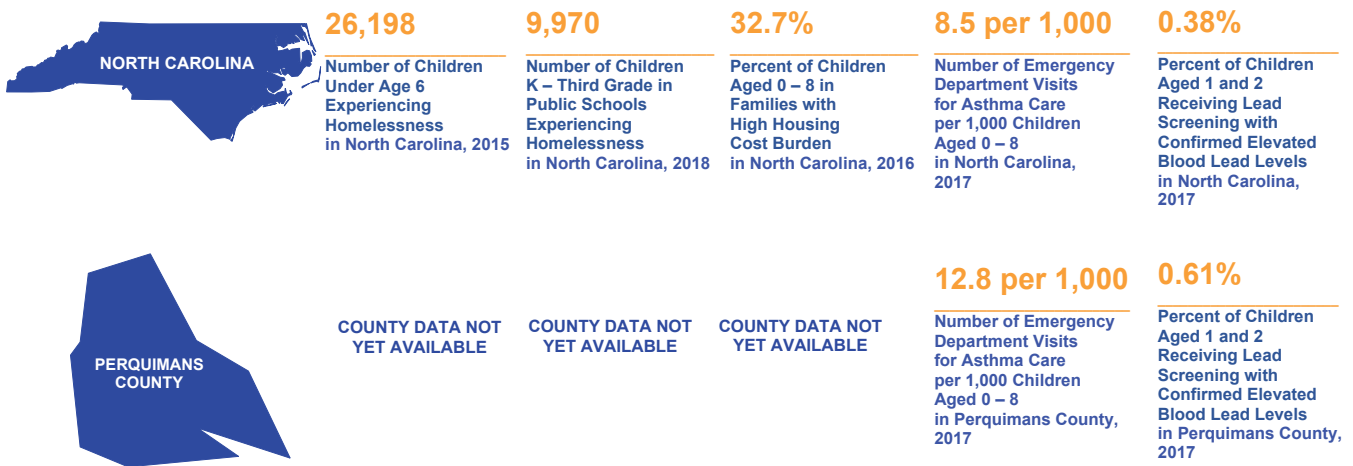 NORTH CAROLINA
26,198
Number of Children
Under Age 6
Experiencing
Homelessness
in North Carolina, 2015
9,970
Number of Children
K – Third Grade in
Public Schools
Experiencing
Homelessness
in North Carolina, 2018
32.7%
Percent of Children
Aged 0 – 8 in
Families with
High Housing
Cost Burden
in North Carolina, 2016
8.5 per 1,000
Number of Emergency
Department Visits
for Asthma Care
per 1,000 Children
Aged 0 – 8
in North Carolina,
2017
0.38%
Percent of Children
Aged 1 and 2
Receiving Lead
Screening with
Confirmed Elevated
Blood Lead Levels
in North Carolina,
2017
PERQUIMANS
COUNTY
COUNTY DATA NOT
YET AVAILABLE
COUNTY DATA NOT
YET AVAILABLE
COUNTY DATA NOT
YET AVAILABLE
12.8 per 1,000
Number of Emergency
Department Visits
for Asthma Care
per 1,000 Children
Aged 0 – 8
in Perquimans County,
2017
0.61%
Percent of Children
Aged 1 and 2
Receiving Lead
Screening with
Confirmed Elevated
Blood Lead Levels
in Perquimans County,
2017